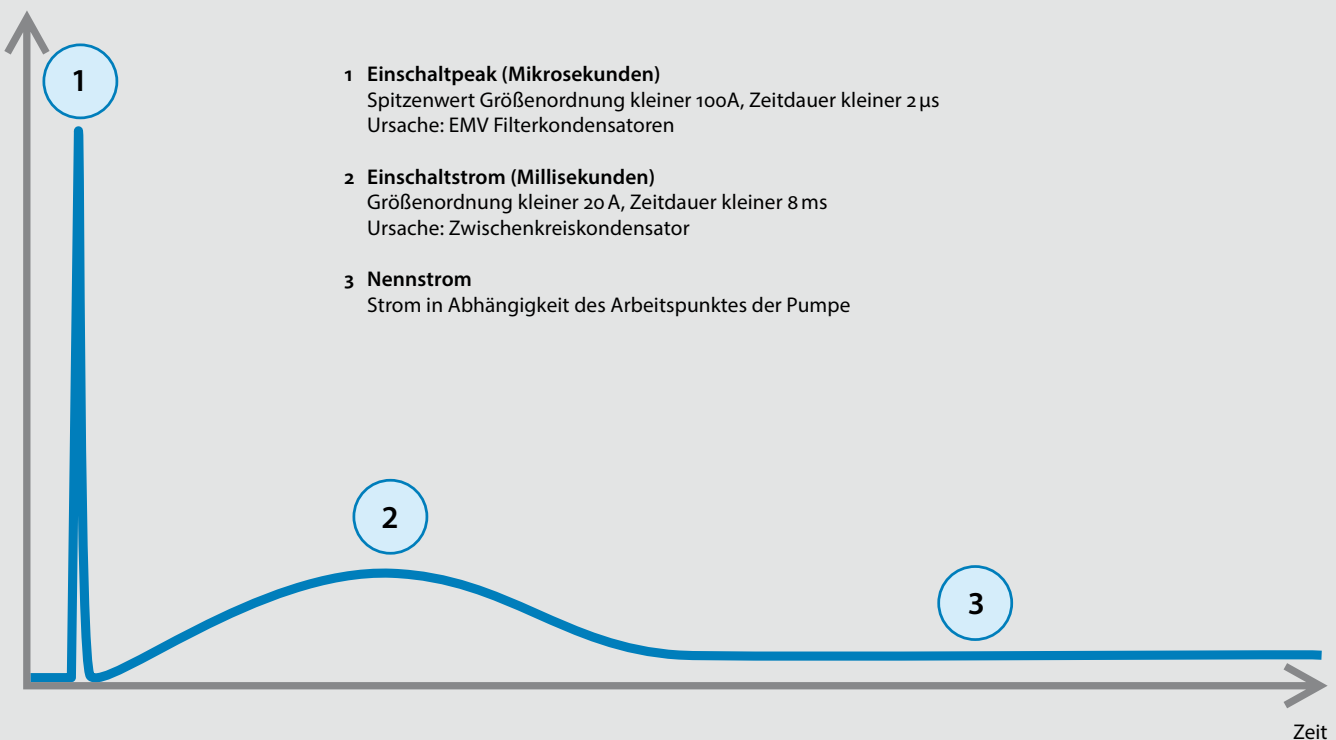 1
1 Einschaltpeak (Mikrosekunden)
Spitzenwert Größenordnung kleiner 100A, Zeitdauer kleiner 2 µs
Ursache: EMV Filterkondensatoren
2 Einschaltstrom (Millisekunden)
Größenordnung kleiner 20 A, Zeitdauer kleiner 8 ms
Ursache: Zwischenkreiskondensator
3 Nennstrom
Strom in Abhängigkeit des Arbeitspunktes der Pumpe
2
3
Zeit